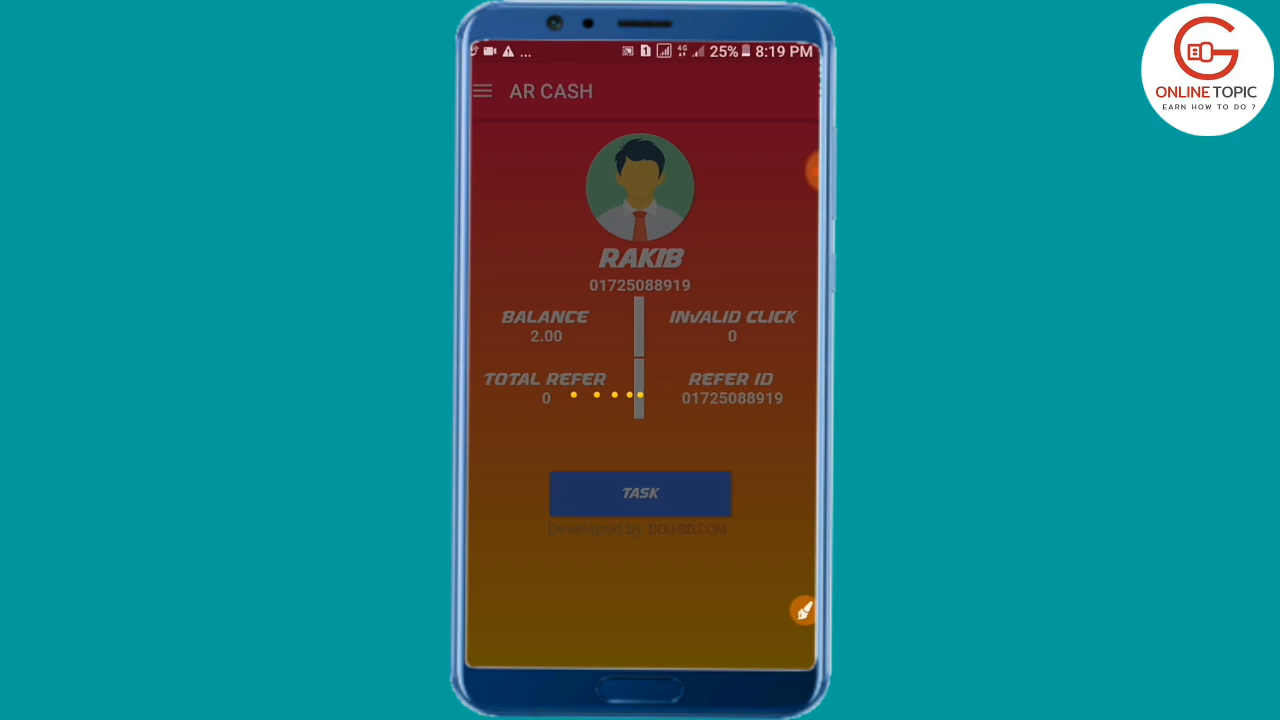 ... 25% 8:19 PM
4G
AR CASH
RAKIB
01725088919
BALANCE INVALID CLICK
2.00 0
TOTAL REFER REFER ID
0 01725088919
TASK
Developed by DOU-BD.COM
G
ONLINE TOPIC
EARN HOW TO DO ?